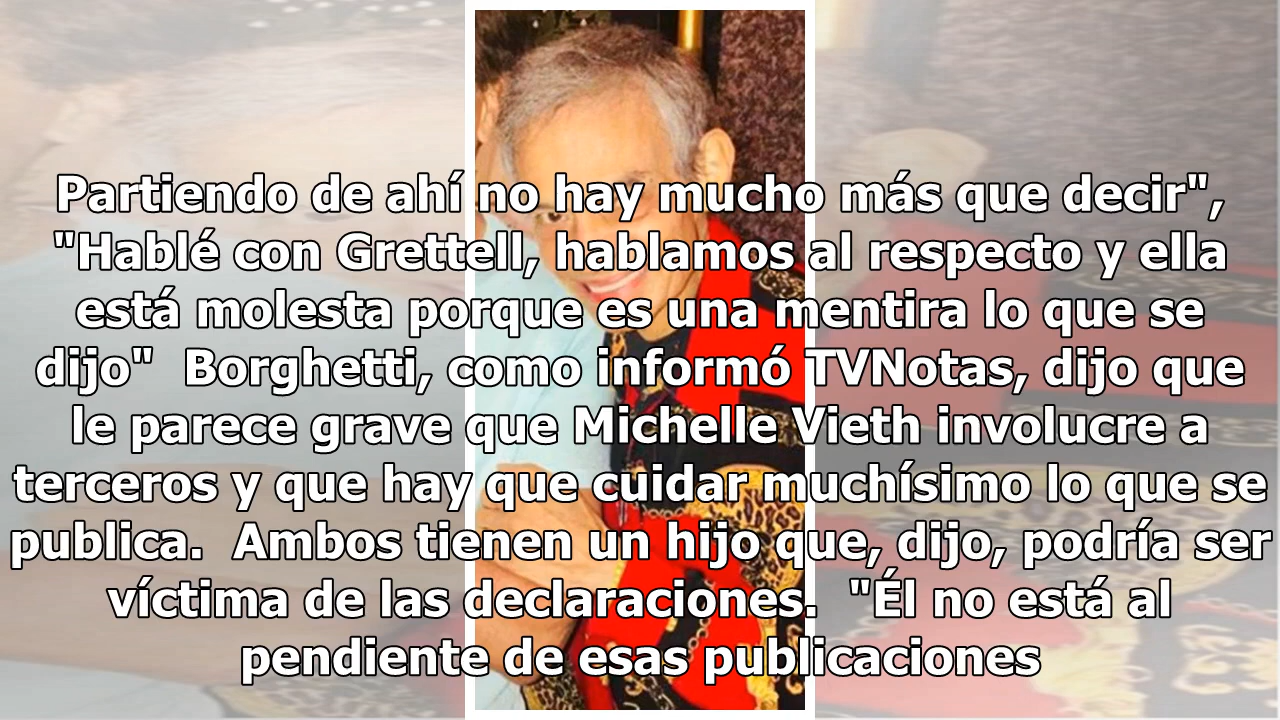 Partiendo de ahí no hay mucho más que decir",
"Hablé con Grettell, hablamos al respecto y ella
está molesta porque es una mentira lo que se
dijo"  Borghetti, como informó TVNotas, dijo que
le parece grave que Michelle Vieth involucre a
terceros y que hay que cuidar muchísimo lo que se
publica.  Ambos tienen un hijo que, dijo, podría ser
víctima de las declaraciones.  "Él no está al
pendiente de esas publicaciones